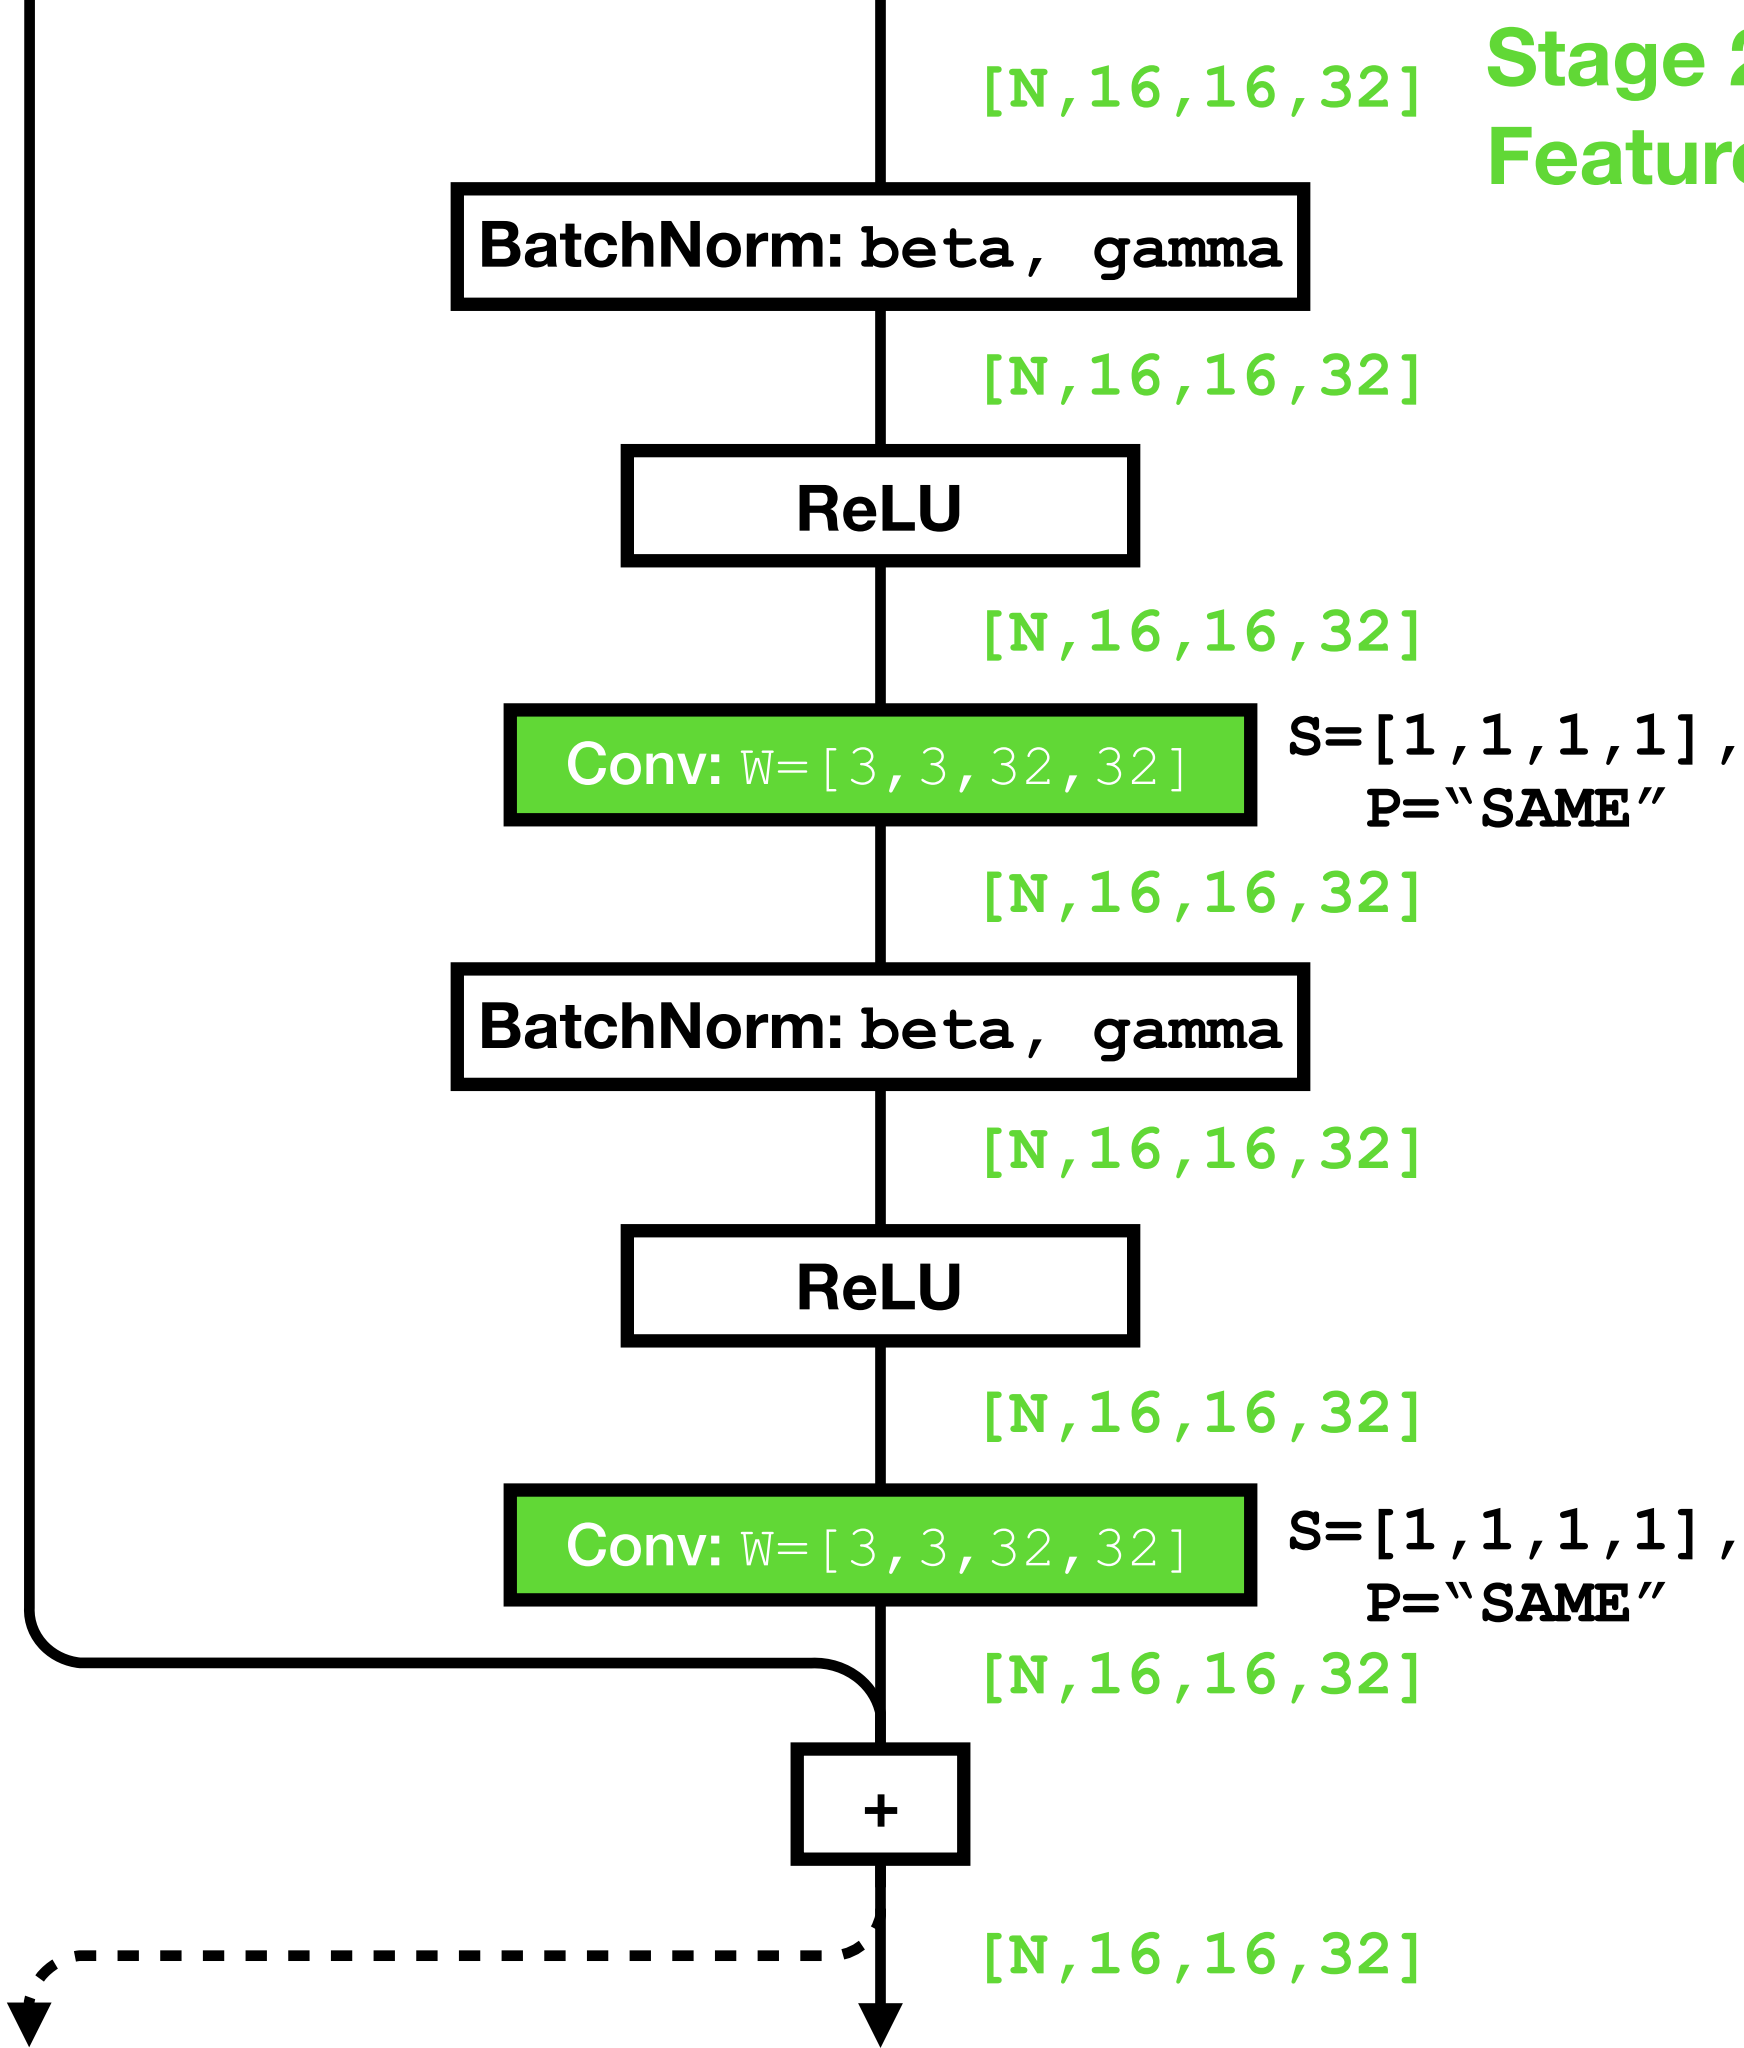 [N,16,16,32]
Stage 2
Feature
BatchNorm: beta, gamma
[N,16,16,32]
ReLU
[N,16,16,32]
Conv: W=[3,3,32,32]
S=[1,1,1,1],
P=“SAME”
[N,16,16,32]
BatchNorm: beta, gamma
[N,16,16,32]
ReLU
[N,16,16,32]
Conv: W=[3,3,32,32]
S=[1,1,1,1],
P=“SAME”
[N,16,16,32]
+
[N,16,16,32]